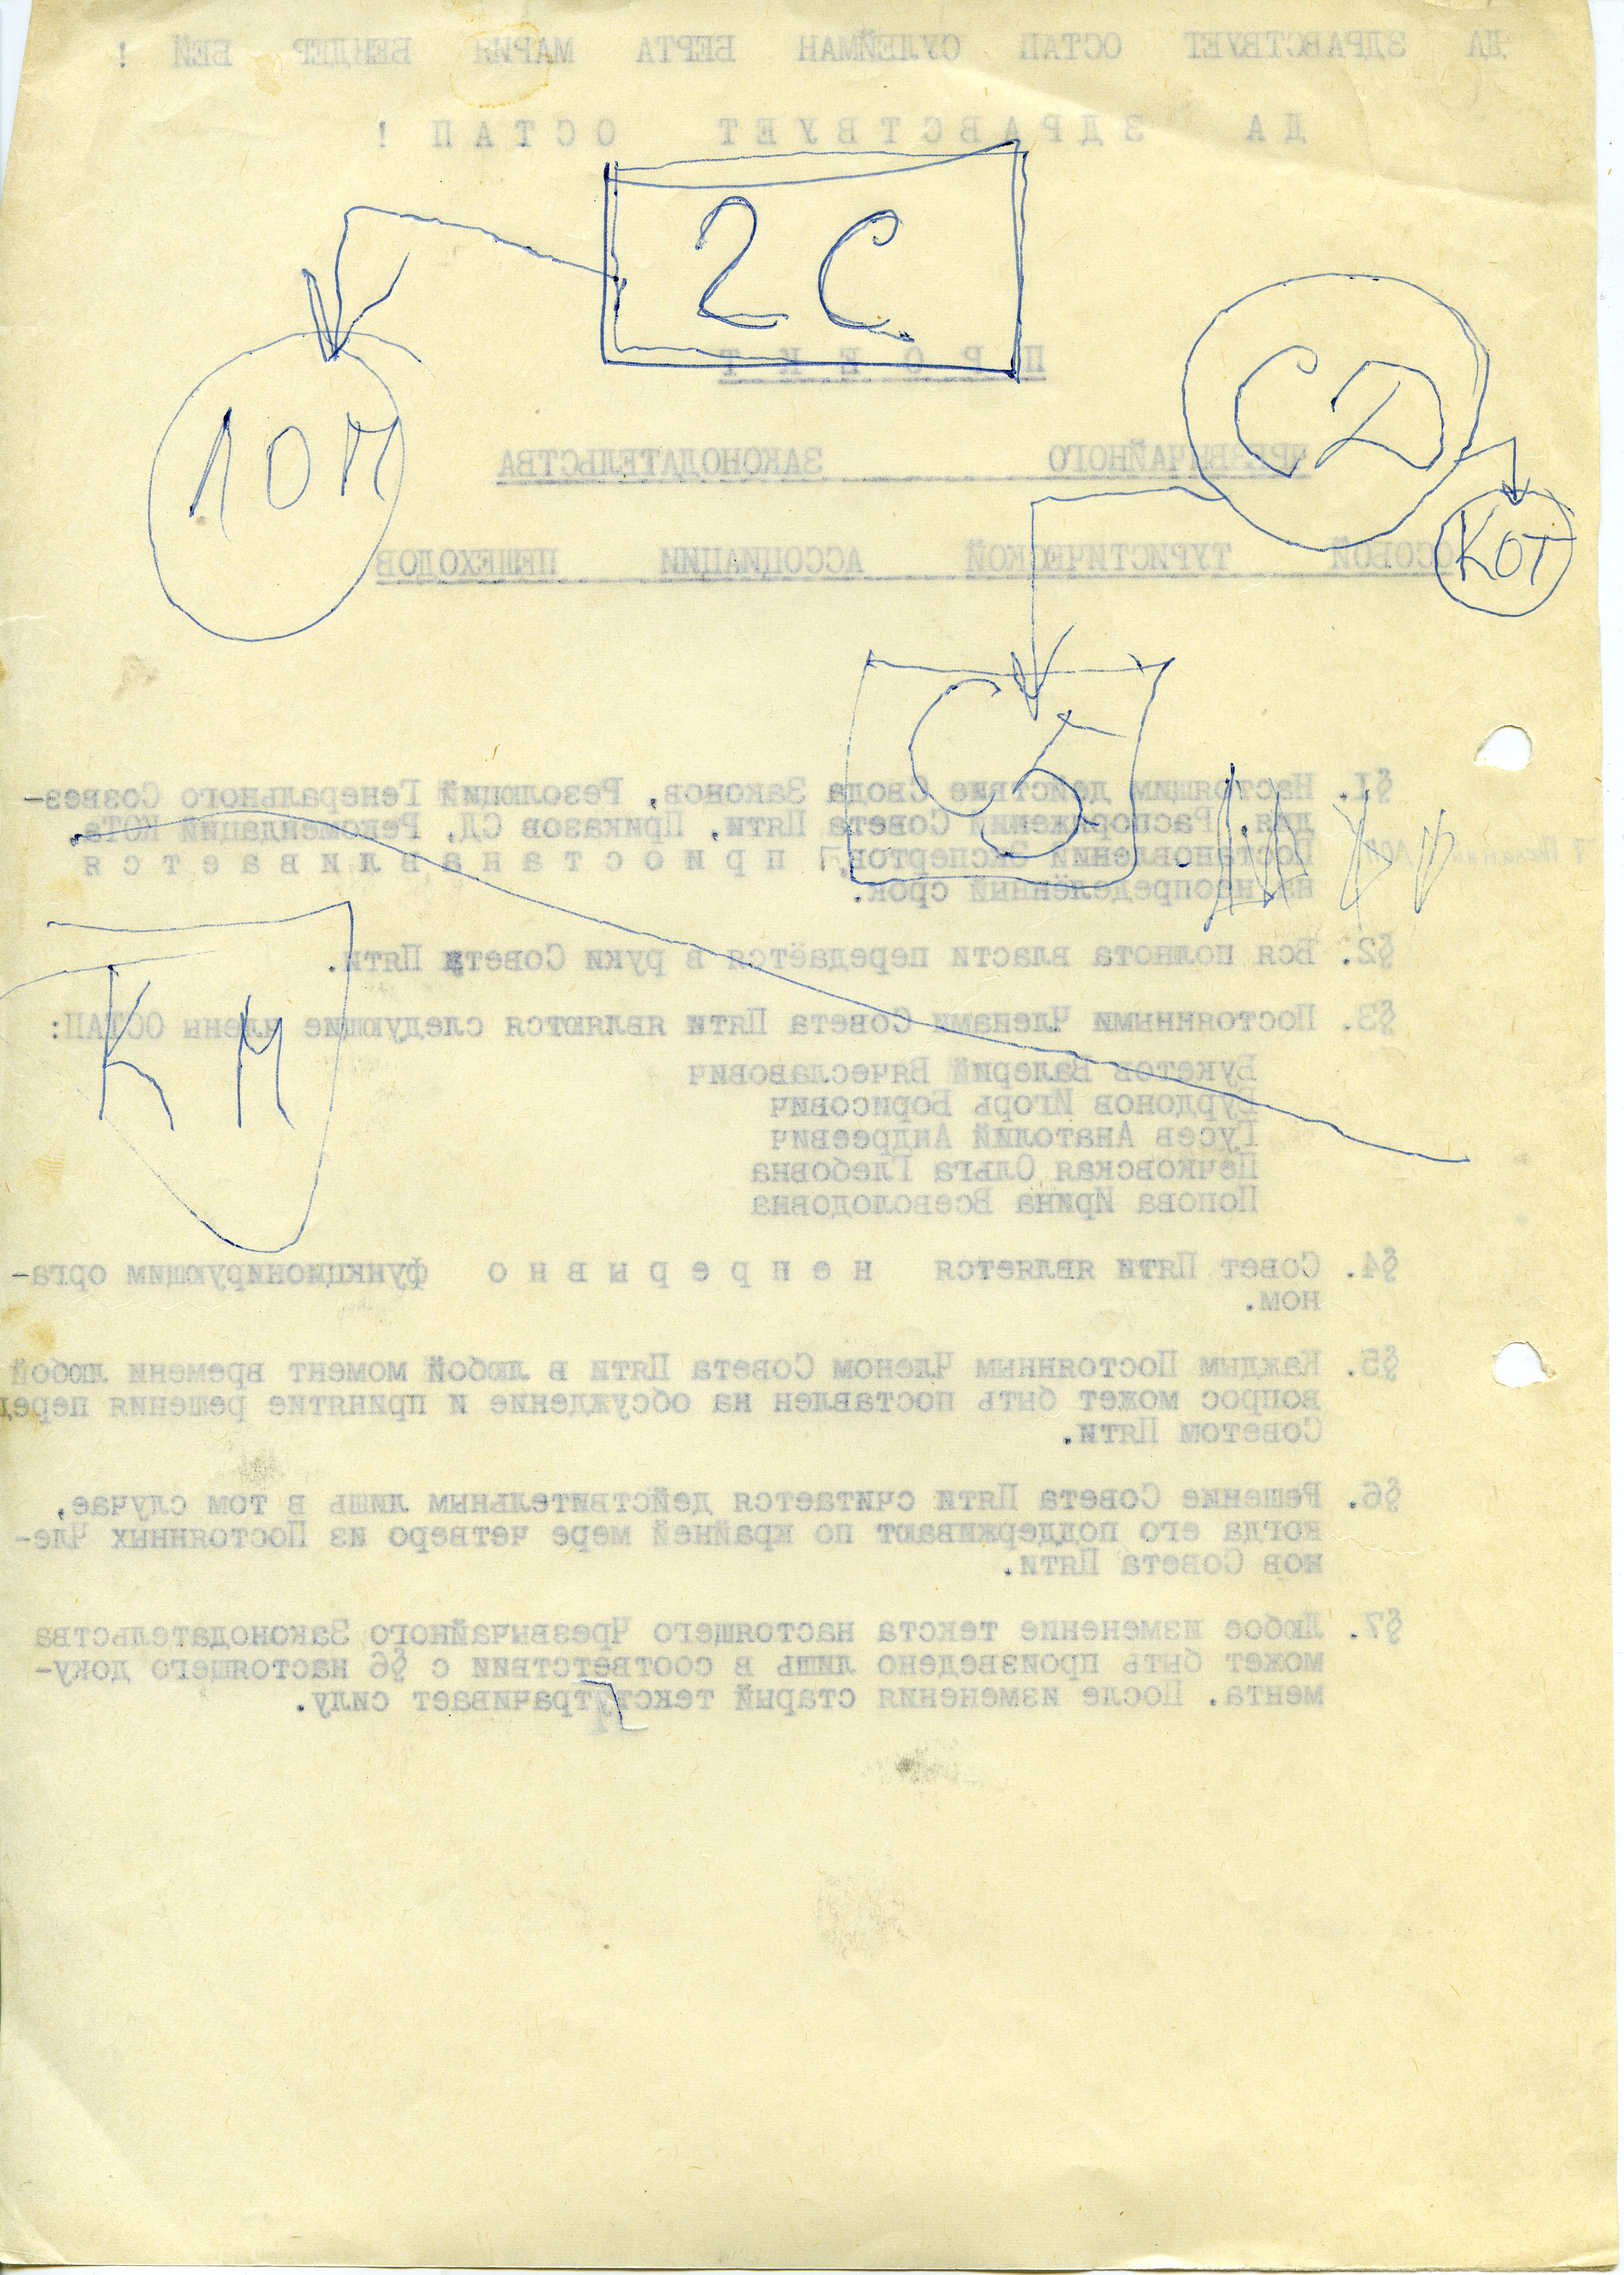 ДА ЗДРАВСТВУЕТ ОСТАП СУЛЕЙМАН БЕРТА МАРИЯ БЕНДЕР БЕЙ !
ДА ЗДРАВСТВУЕТ ОСТАП !
2С
ПРОЕКТ
10М
СД
ЧРЕЗВЫЧАЙНОГО ЗАКОНОДАТЕЛЬСТВА
КОТ
ОСОБОЙ ТУРИСТИЧЕСКОЙ АССОЦИАЦИИ ПЕШЕХОДОВ
С5
§1. Настоящим действие Свода Законов, Резолюций Генерального Созвез-
дия, Распоряжений Совета Пяти, Приказов СД, Рекомендаций КОТа,
Постановлений Экспертов, приостанавливается
на неопределённый срок.
§2. Вся полнота власти передаётся в руки Совета Пяти.
КМ
§3. Постоянными Членами Совета Пяти являются следующие члены ОСТАП:
Букетов Валерий Вячеславович
Бурдонов Игорь Борисович
Гусев Анатолий Андреевич
Печковская Ольга Глебовна
Попова Ирина Всеволодовна
§4. Совет Пяти является непрерывно функционирующим орга-
ном.
§5. Каждым Постоянным Членом Совета Пяти в любой момент времени любой
вопрос может быть поставлен на обсуждение и принятие решения перед
Советом Пяти.
§6. Решение Совета Пяти считается действительным лишь в том случае,
когда его поддерживают по крайней мере четверо из Постоянных Чле-
нов Совета Пяти.
§7. Любое изменение текста настоящего Чрезвычайного Законодательства
может быть произведено лишь в соответствии с §6 настоящего доку-
мента. После изменения старый текст утрачивает силу.